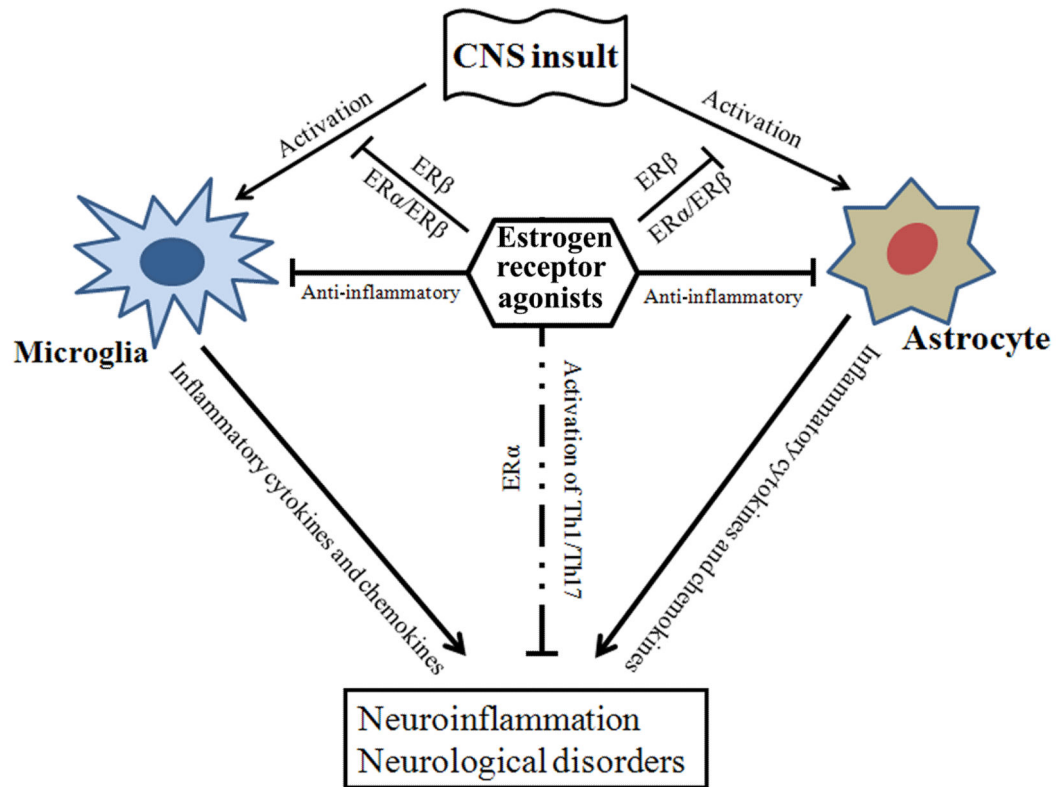 CNS insult
Activation
Activation
ERβ
ERα/ERβ
ERβ
ERα/ERβ
Estrogen
receptor
agonists
Anti-inflammatory
Anti-inflammatory
Microglia
Astrocyte
Inflammatory cytokines and chemokines
ERα
Activation of Th1/Th17
Inflammatory cytokines and chemokines
Neuroinflammation
Neurological disorders